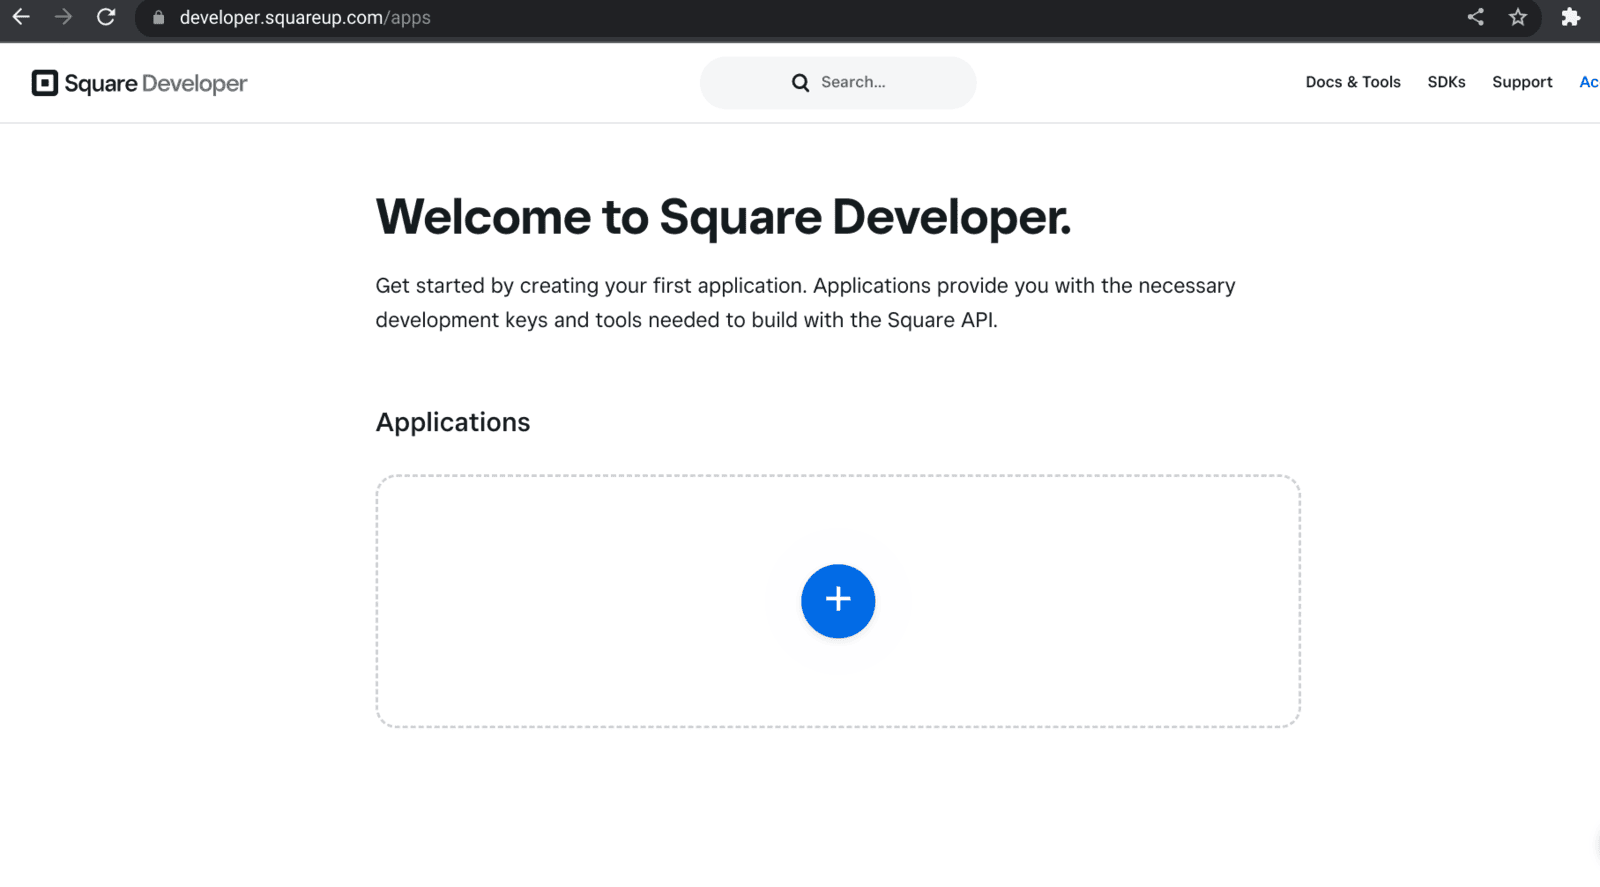 developer.squareup.com/apps
Square Developer
Search...
Docs & Tools
SDKs
Support
Ac
Welcome to Square Developer.
Get started by creating your first application. Applications provide you with the necessary
development keys and tools needed to build with the Square API.
Applications